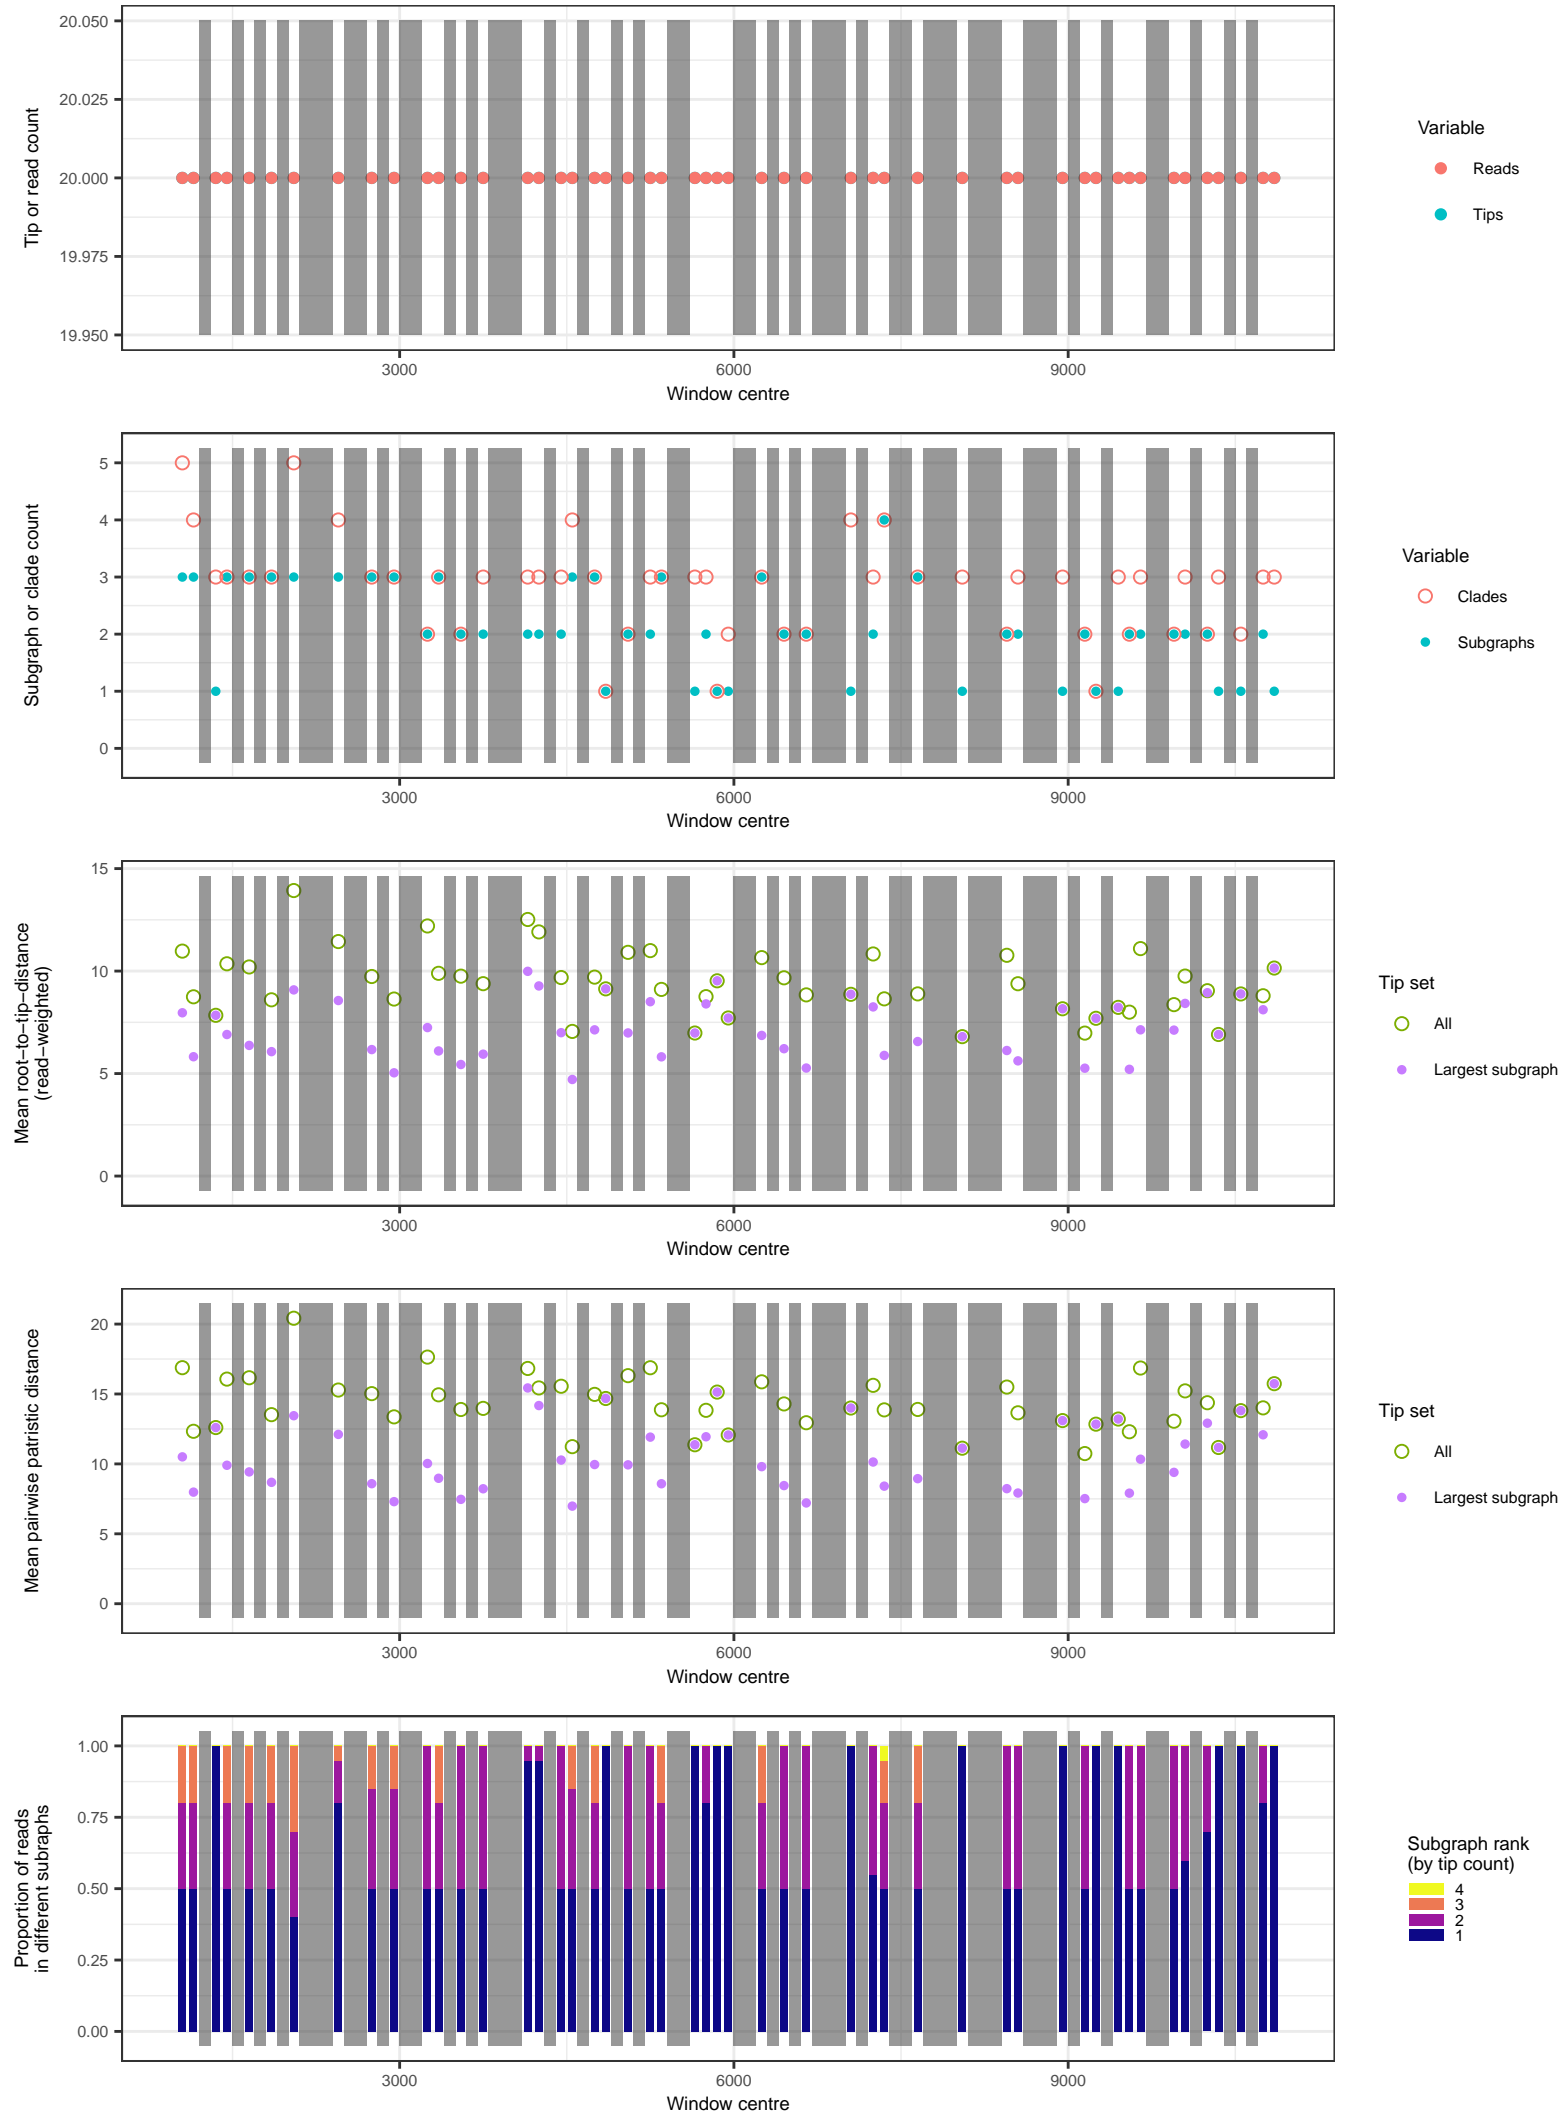 20.050
20.025
20.000
19.975
19.950
Tip or read count
3000
6000
9000
Window centre
Variable
Reads
Tips
5
4
3
2
1
0
Subgraph or clade count
3000
6000
9000
Window centre
Variable
Clades
Subgraphs
15
10
5
0
Mean root−to−tip−distance
(read−weighted)
3000
6000
9000
Window centre
Tip set
All
Largest subgraph
20
15
10
5
0
Mean pairwise patristic distance
3000
6000
9000
Window centre
Tip set
All
Largest subgraph
1.00
0.75
0.50
0.25
0.00
Proportion of reads
in different subraphs
3000
6000
9000
Window centre
Subgraph rank
(by tip count)
4
3
2
1